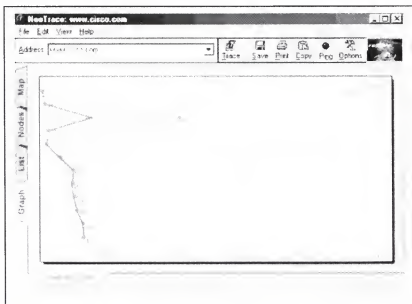 NeoTrace: www.cisco.com
File Edit View Help
Address
Trace Save Print Copy Ping Options
Map
Nodes
List
Graph